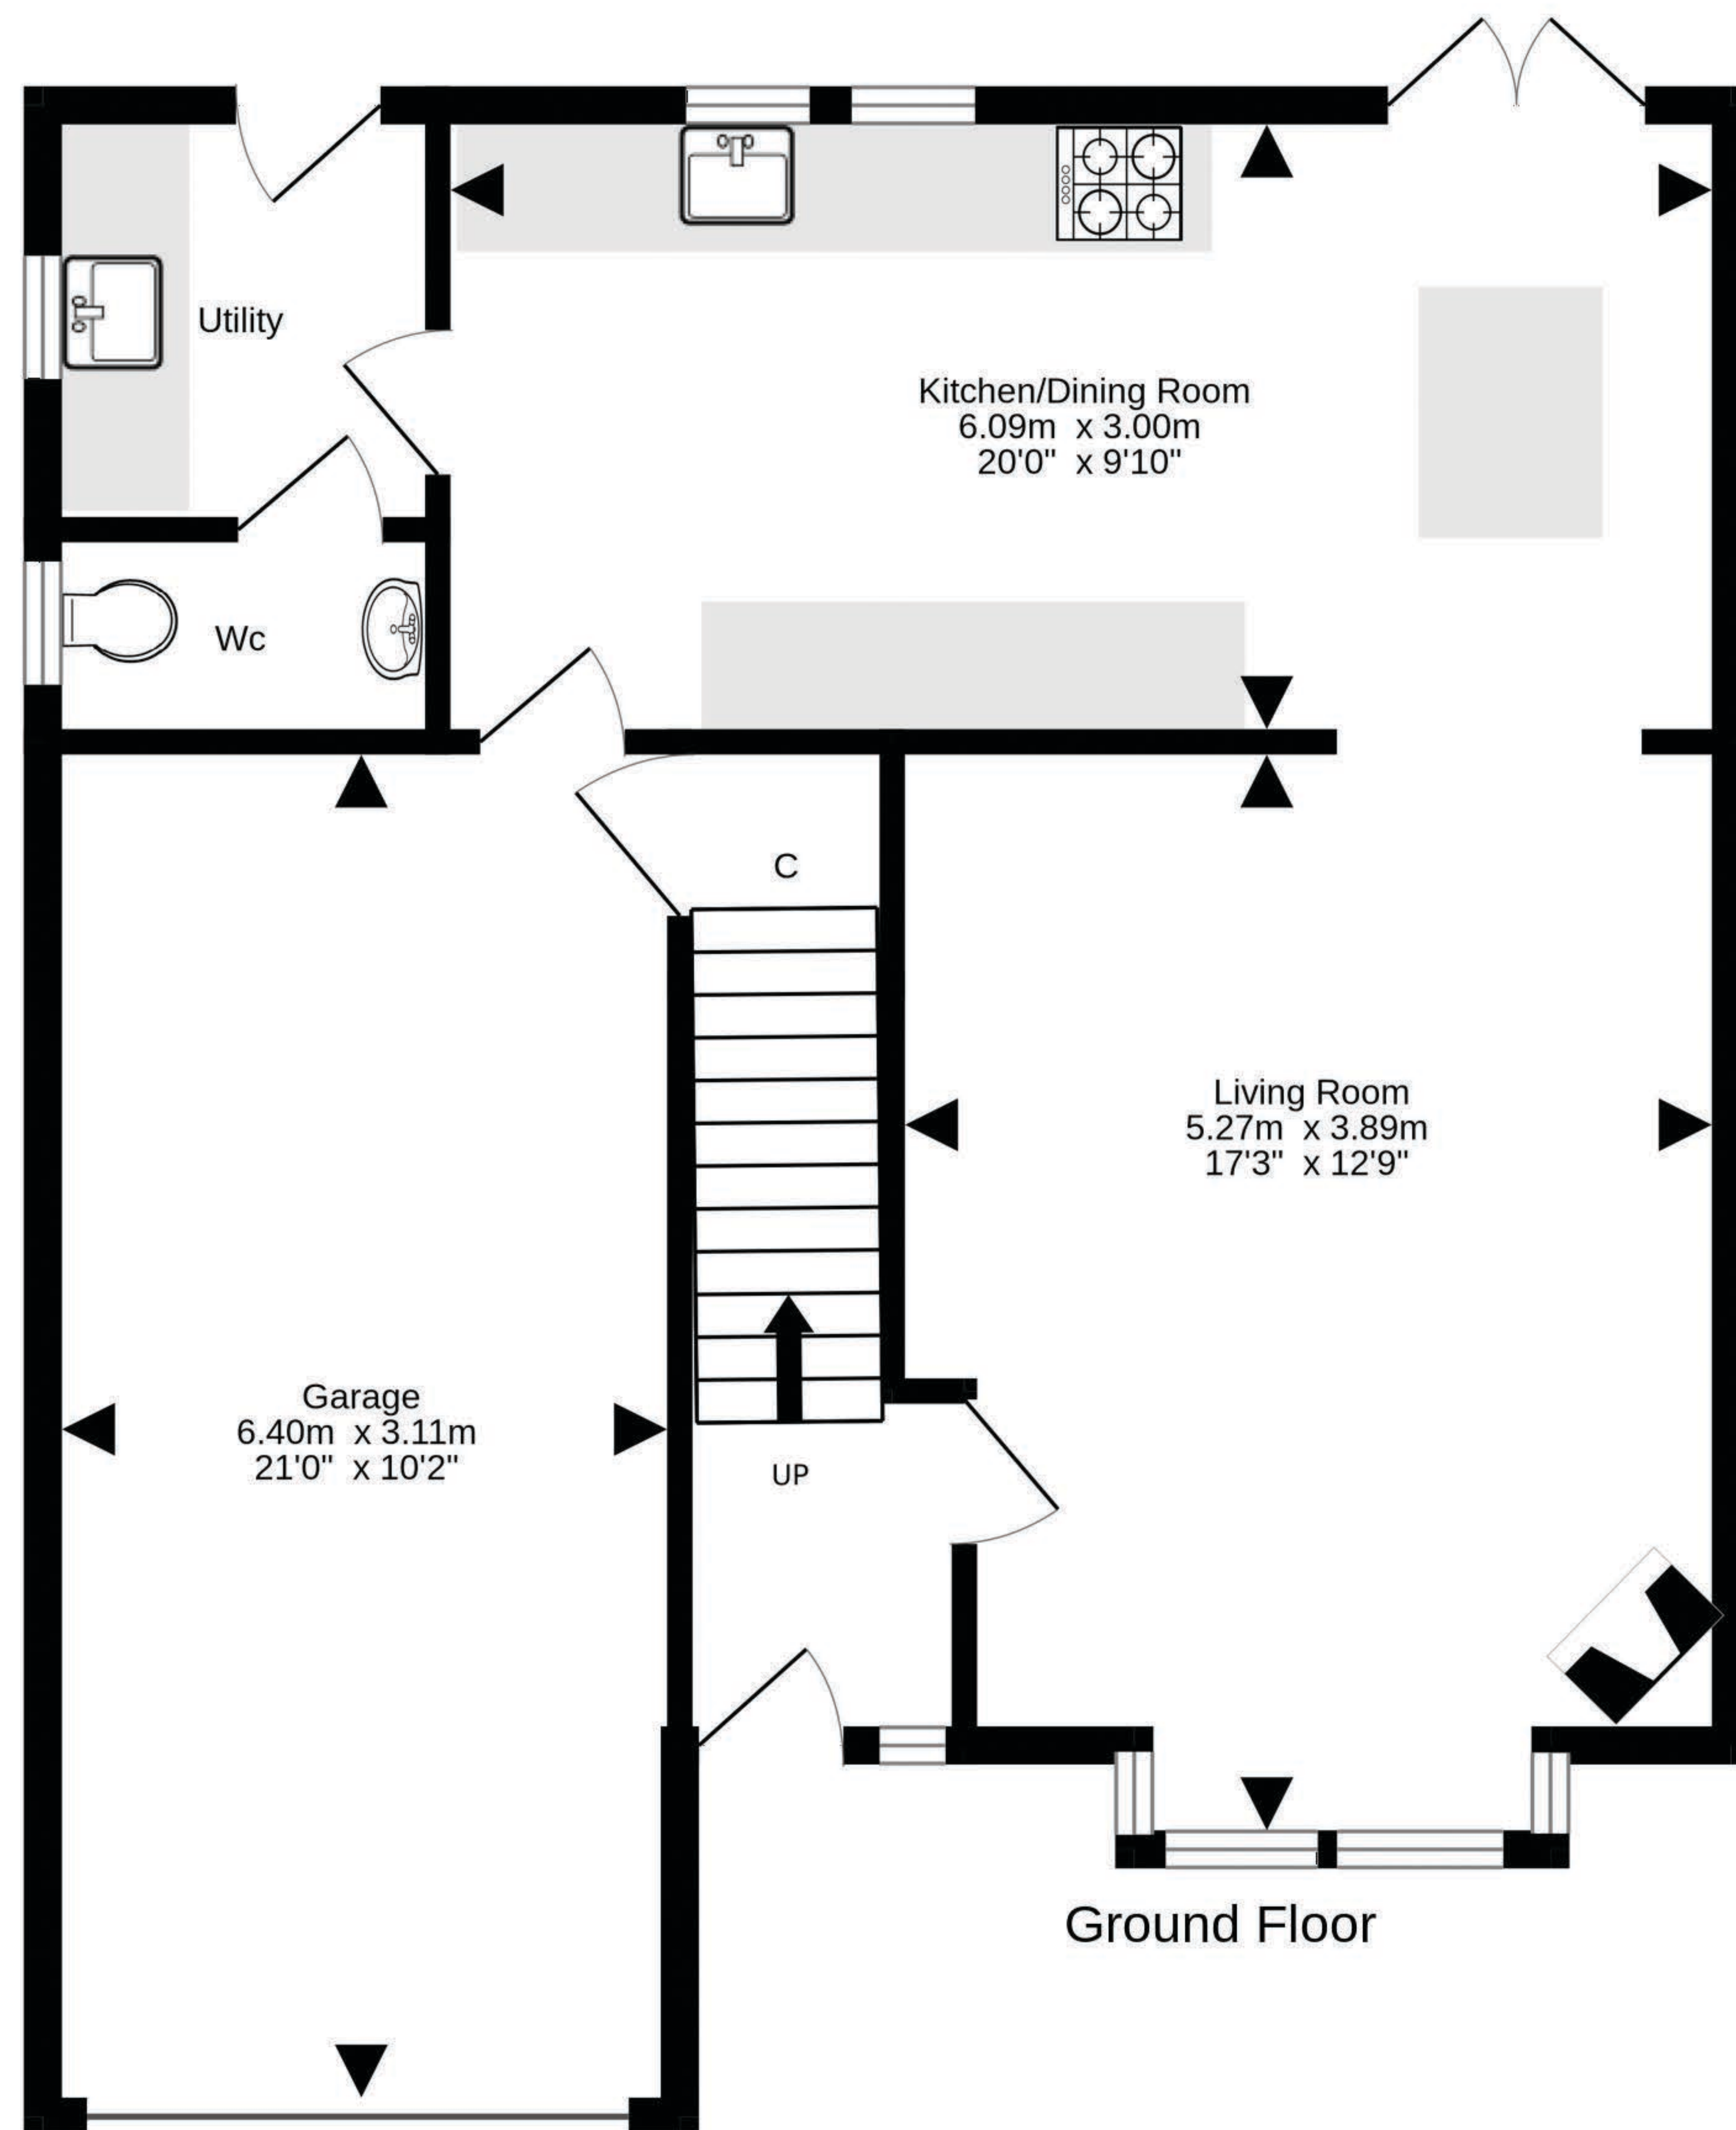 Utility
Kitchen/Dining Room
6.09m x 3.00m
20'0" x 9'10"
Wc
C
Living Room
5.27m x 3.89m
17'3" x 12'9"
Garage
6.40m x 3.11m
21'0" x 10'2"
UP
Ground Floor